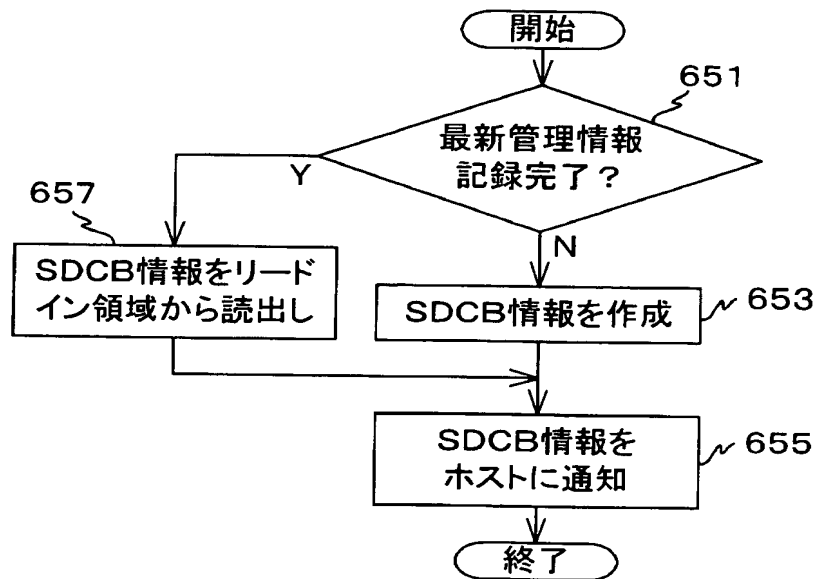 開始
651
最新管理情報
記録完了?
Y
N
657
SDCB情報をリード
イン領域から読出し
SDCB情報を作成
653
SDCB情報を
ホストに通知
655
終了